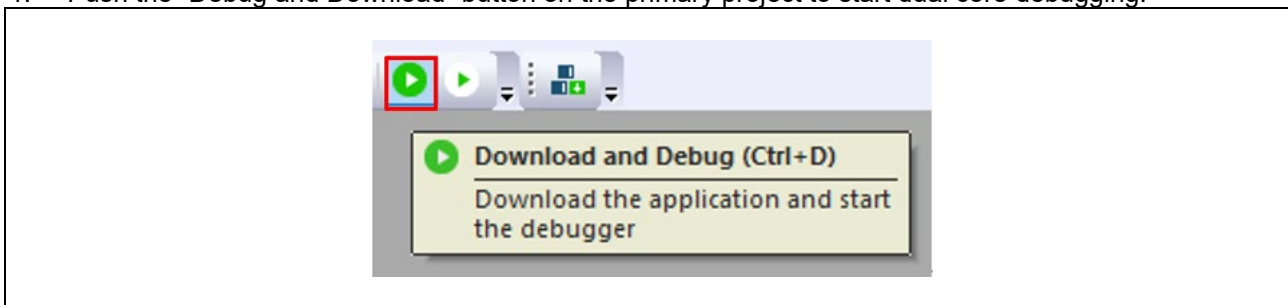 Push the "Debug and Download" button on the primary project to start dual core debugging.
Download and Debug (Ctrl+D)
Download the application and start
the debugger